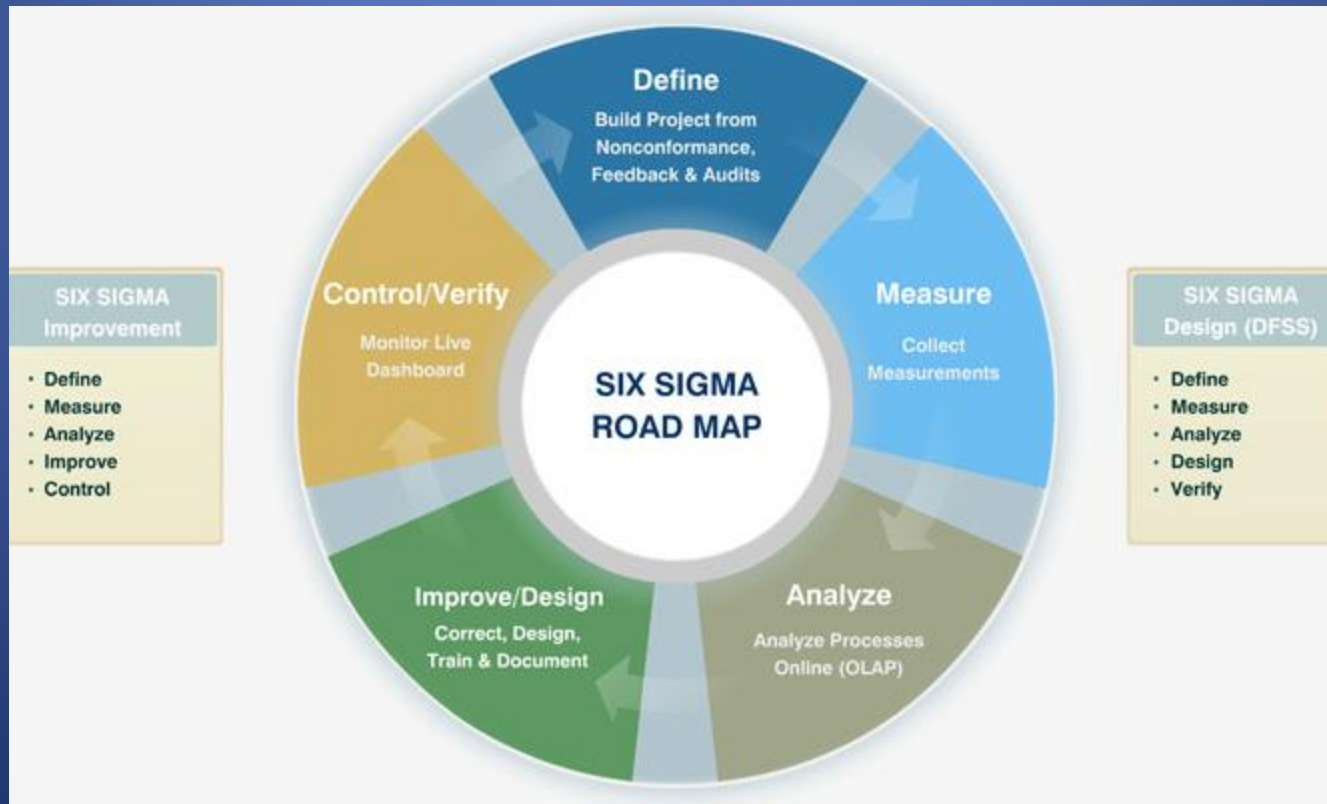 Define
Build Project from
Nonconformance,
Feedback & Audits
Measure
Collect
Measurements
Analyze
Analyze Processes
Online (OLAP)
Improve/Design
Correct, Design,
Train & Document
Control/Verify
Monitor Live
Dashboard
SIX SIGMA
ROAD MAP
SIX SIGMA
Improvement
· Define
· Measure
· Analyze
· Improve
· Control
SIX SIGMA
Design (DFSS)
· Define
· Measure
· Analyze
· Design
· Verify